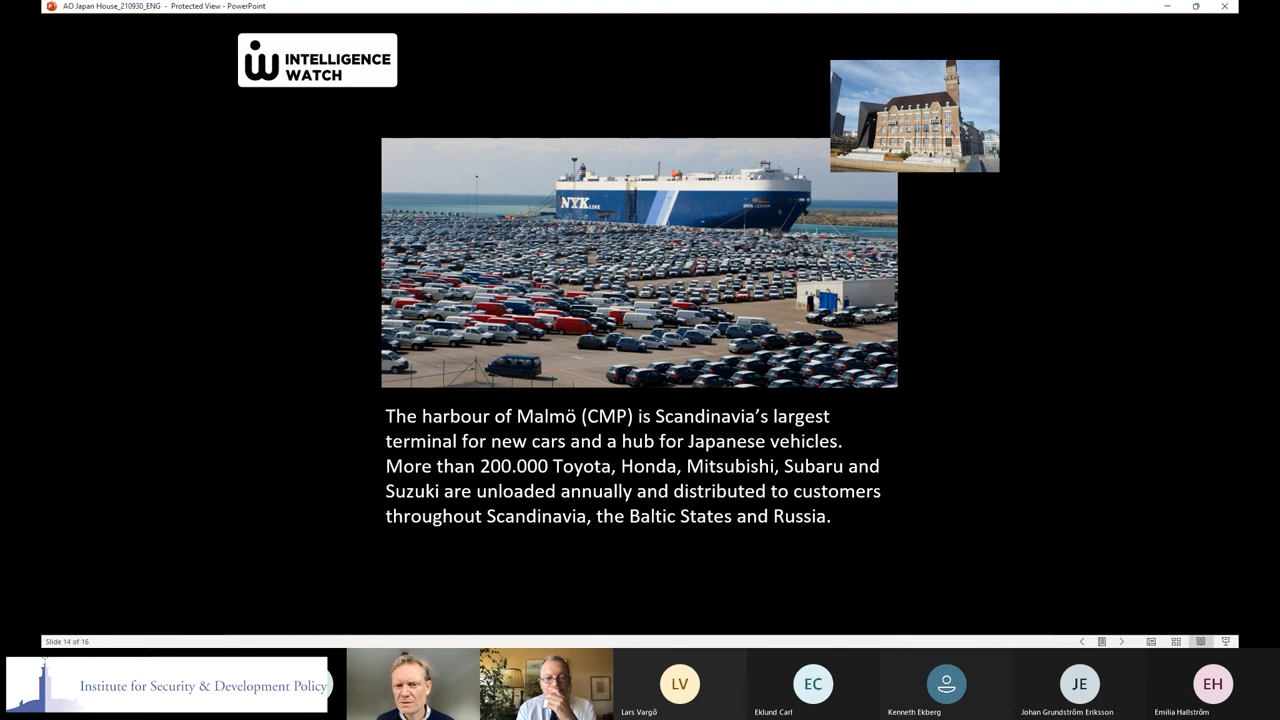 AO Japan House_210930_ENG - Protected View - PowerPoint
INTELLIGENCE
WATCH
NYK LINE
The harbour of Malmö (CMP) is Scandinavia's largest
terminal for new cars and a hub for Japanese vehicles.
More than 200.000 Toyota, Honda, Mitsubishi, Subaru and
Suzuki are unloaded annually and distributed to customers
throughout Scandinavia, the Baltic States and Russia.
Slide 14 of 16
Institute for Security & Development Policy
LV
EC
JE
EH
Lars Vargö
Eklund Carl
Kenneth Ekberg
Johan Grundström Eriksson
Emilia Hallström